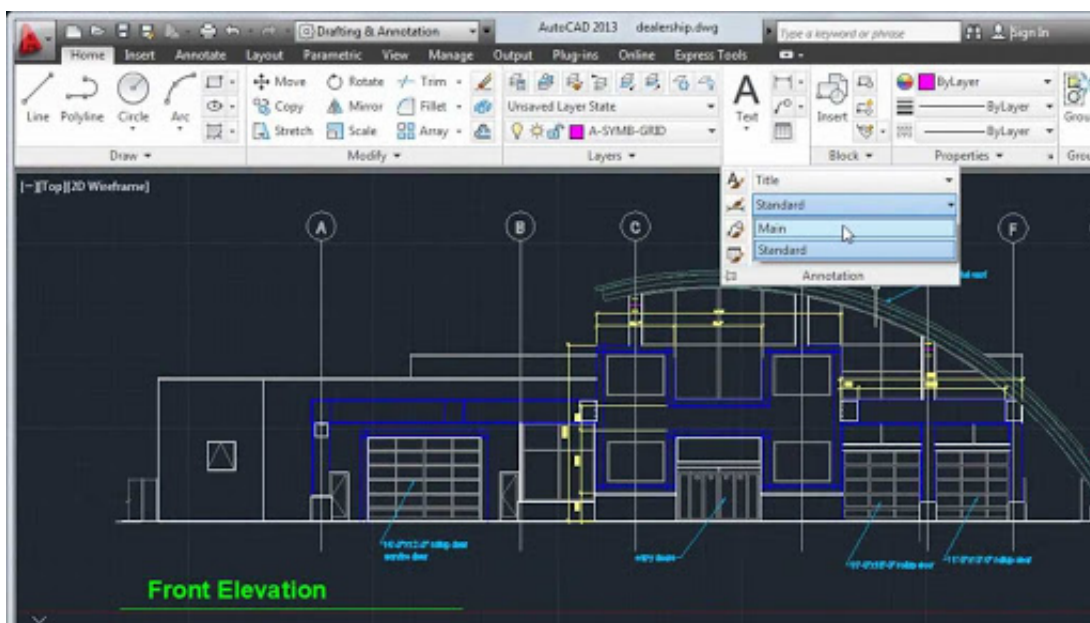 Drafting & Annotation
AutoCAD 2013 dealership.dwg
Type a keyword or phrase
Sign In
Home Insert Annotate Layout Parametric View Manage Output Plug-ins Online Express Tools
Line Polyline Circle Arc
Move Rotate Trim
Copy Mirror Fillet
Stretch Scale Array
Unsaved Layer State
A-SYMB-GRID
Text
Insert
ByLayer
ByLayer
ByLayer
Grou
Draw Modify Layers Block Properties Grou
[-][Top][2D Wireframe]
Title
Standard
Main
Standard
Annotation
A B C F
Front Elevation